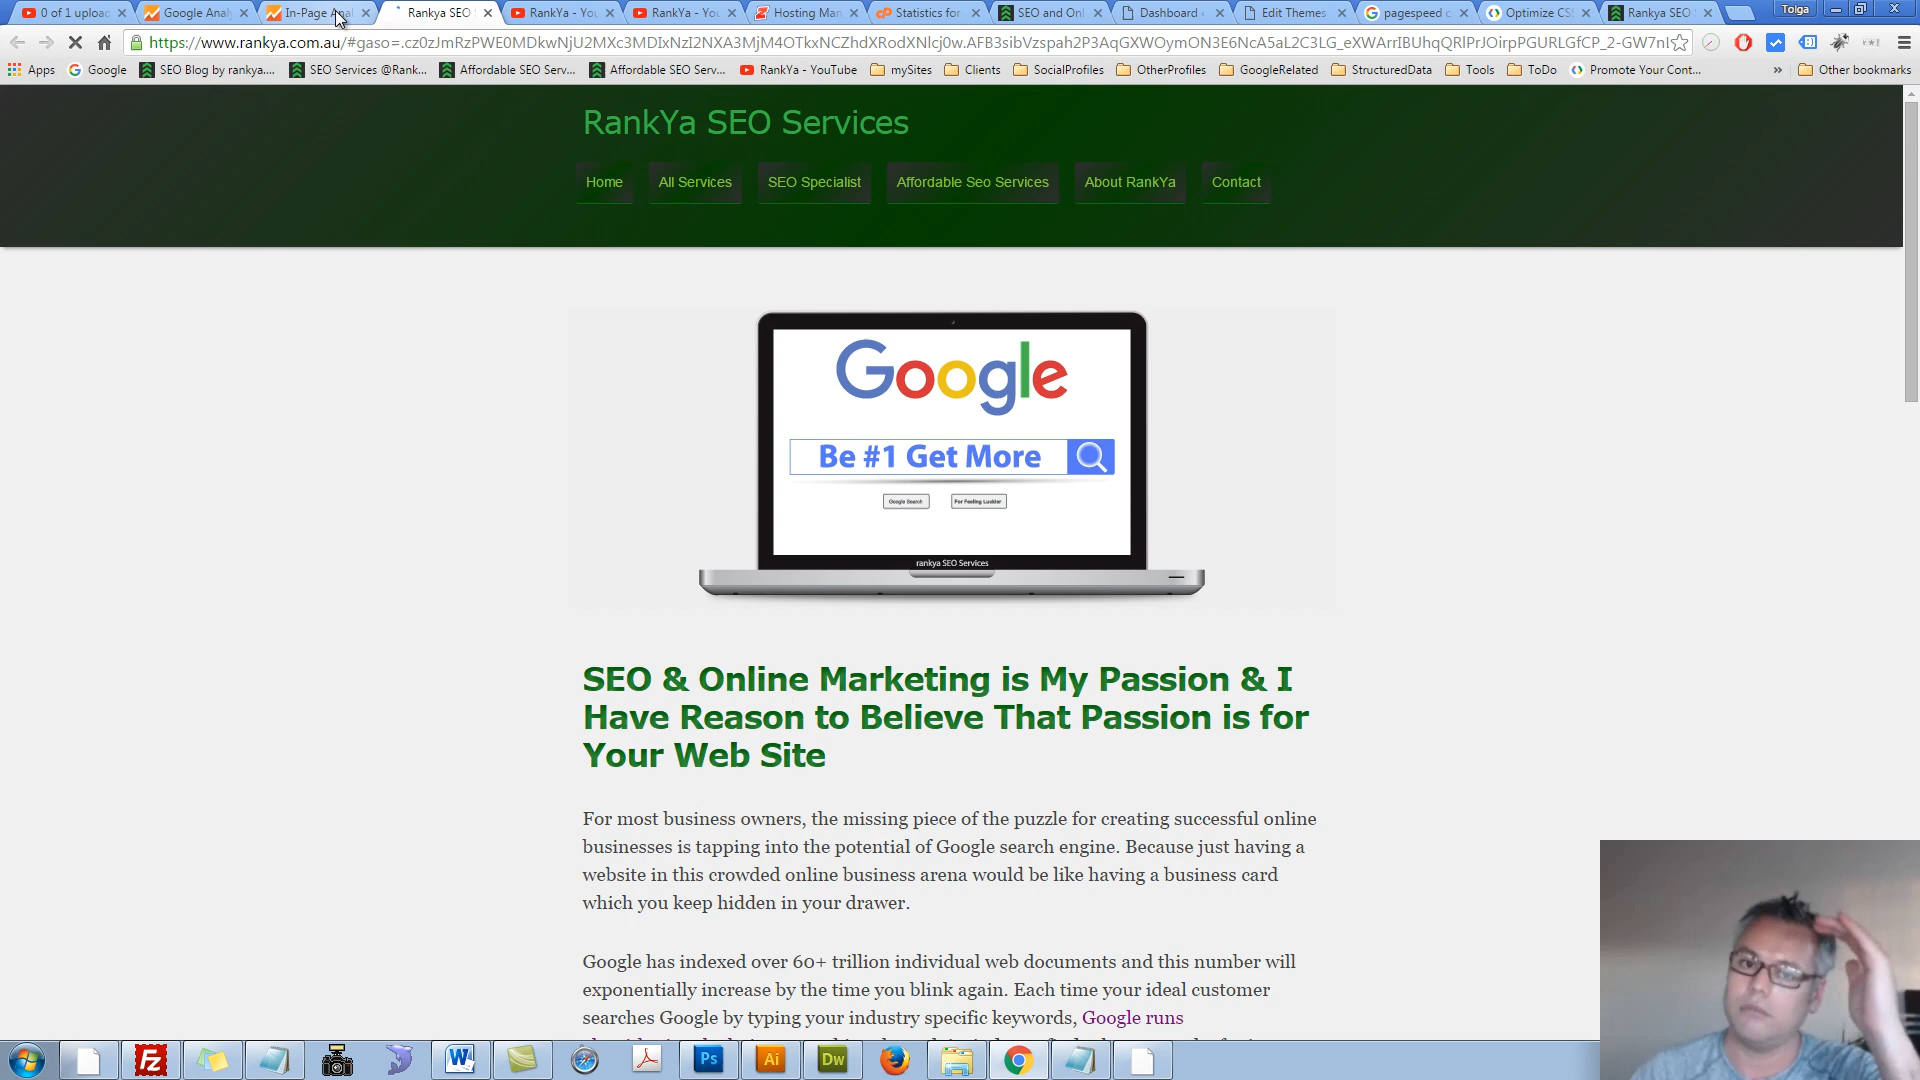 0 of 1 upload
Google Anal
In-Page Anal
Rankya SEO
RankYa - You
RankYa - You
Hosting Man
Statistics for
SEO and Onl
Dashboard
Edit Themes
pagespeed c
Optimize CSS
Rankya SEO
Tolga
https://www.rankya.com.au/#gaso=
Apps
Google
SEO Blog by rankya....
SEO Services @Rank...
Affordable SEO Serv...
Affordable SEO Serv...
RankYa - YouTube
mySites
Clients
SocialProfiles
OtherProfiles
GoogleRelated
StructuredData
Tools
ToDo
Promote Your Cont...
»
Other bookmarks
RankYa SEO Services
Home
All Services
SEO Specialist
Affordable Seo Services
About RankYa
Contact
Google
Be #1 Get More
Google Search
For Feeling Luckier
rankya SEO Services
SEO & Online Marketing is My Passion & I
Have Reason to Believe That Passion is for
Your Web Site
For most business owners, the missing piece of the puzzle for creating successful online
businesses is tapping into the potential of Google search engine. Because just having a
website in this crowded online business arena would be like having a business card
which you keep hidden in your drawer.
Google has indexed over 60+ trillion individual web documents and this number will
exponentially increase by the time you blink again. Each time your ideal customer
searches Google by typing your industry specific keywords, Google runs
Fz
W
Ps
Ai
Dw